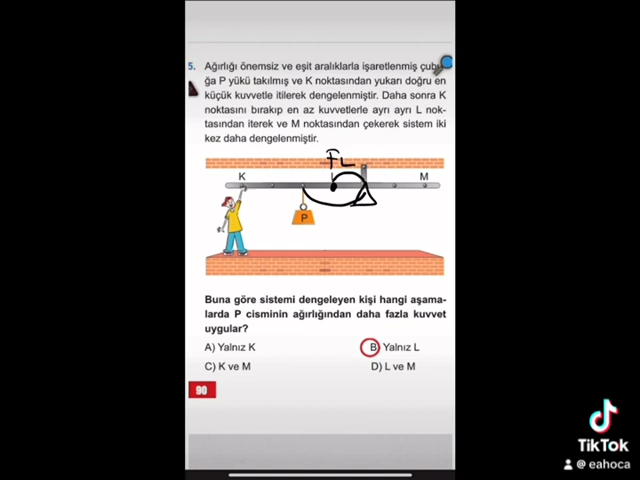 5. Ağırlığı önemsiz ve eşit aralıklarla işaretlenmiş çubu-
ğa P yükü takılmış ve K noktasından yukarı doğru en
küçük kuvvetle itilerek dengelenmiştir. Daha sonra K
noktasını bırakıp en az kuvvetlerle ayrı ayrı L nok-
tasından iterek ve M noktasından çekerek sistem iki
kez daha dengelenmiştir.
FL
K L M
P
Buna göre sistemi dengeleyen kişi hangi aşama-
larda P cisminin ağırlığından daha fazla kuvvet
uygular?
A) Yalnız K B) Yalnız L
C) K ve M D) L ve M
90
TikTok
@ eahoca